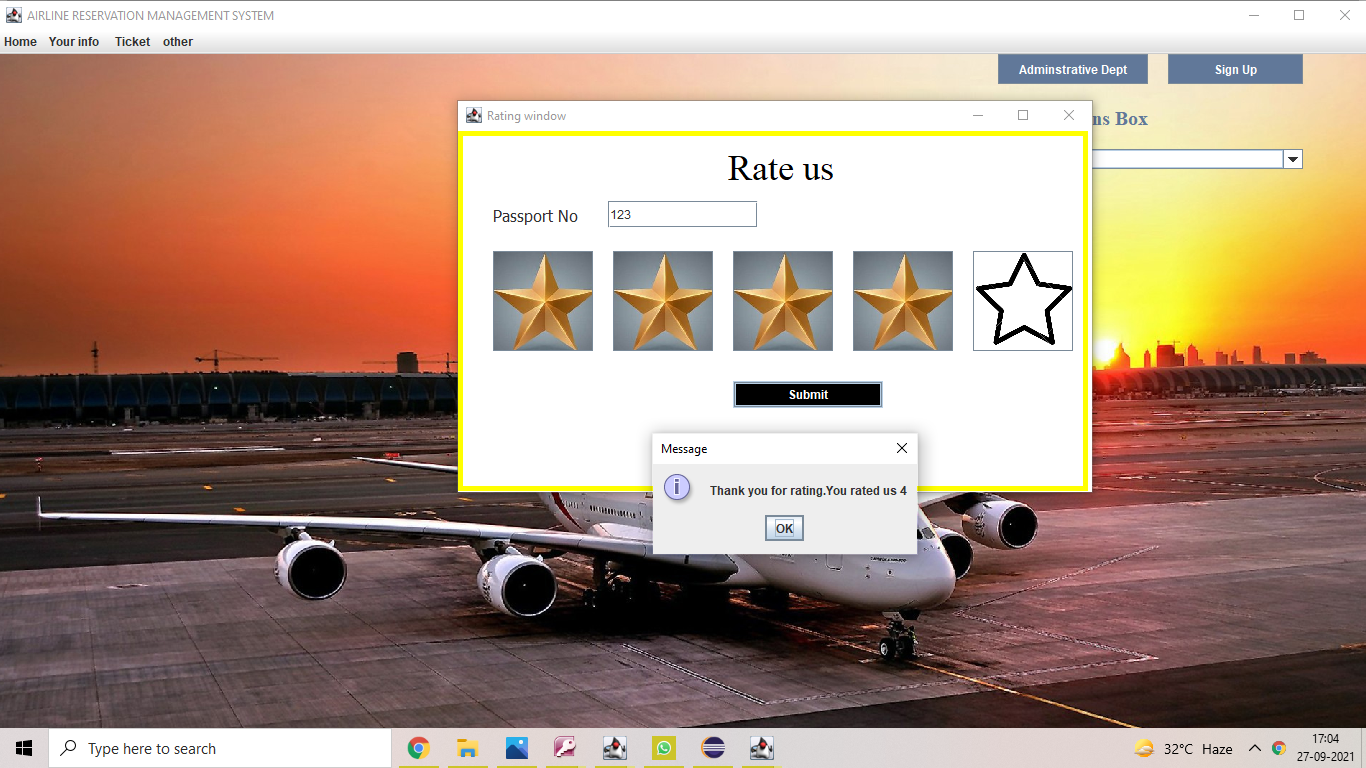 AIRLINE RESERVATION MANAGEMENT SYSTEM
Home Your info Ticket other
Adminstrative Dept Sign Up
Rating window
ns Box
Rate us
Passport No 123
Submit
Message
Thank you for rating.You rated us 4
OK
Type here to search
32°C Haze
17:04
27-09-2021